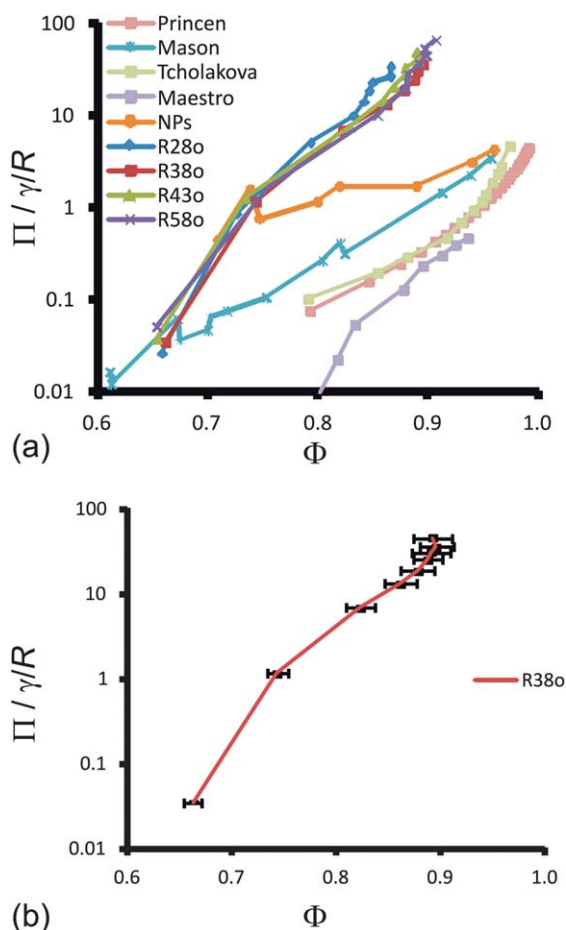 (a)
100
10
1
0.1
0.01
Π / γ/R
Princen
Mason
Tcholakova
Maestro
NPs
R28o
R38o
R43o
R58o
0.6 0.7 0.8 0.9 1.0
Φ
(b)
100
10
1
0.1
0.01
Π / γ/R
R38o
0.6 0.7 0.8 0.9 1.0
Φ